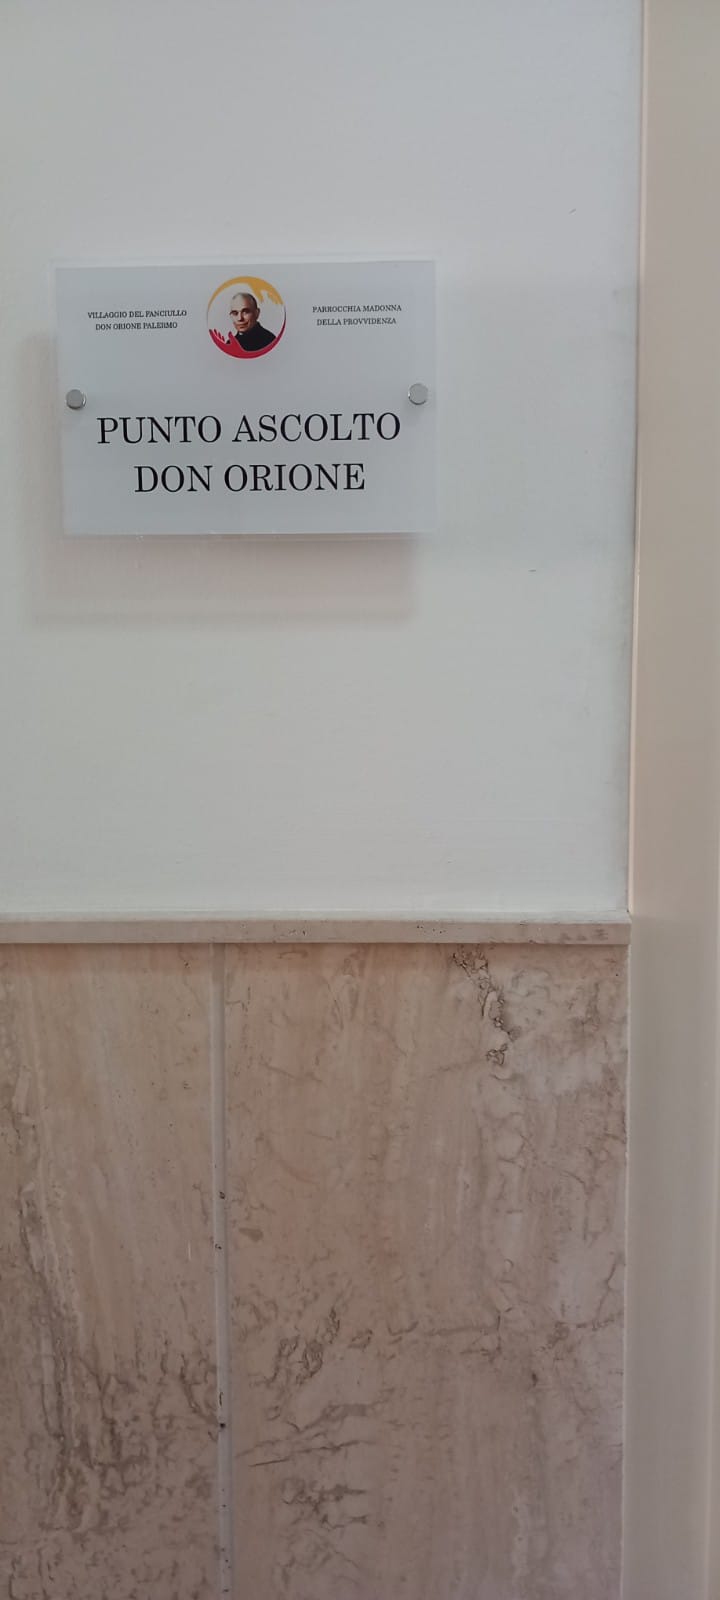 VILLAGGIO DEL FANCIULLO
DON ORIONE PALERMO
PARROCCHIA MADONNA
DELLA PROVVIDENZA
PUNTO ASCOLTO
DON ORIONE